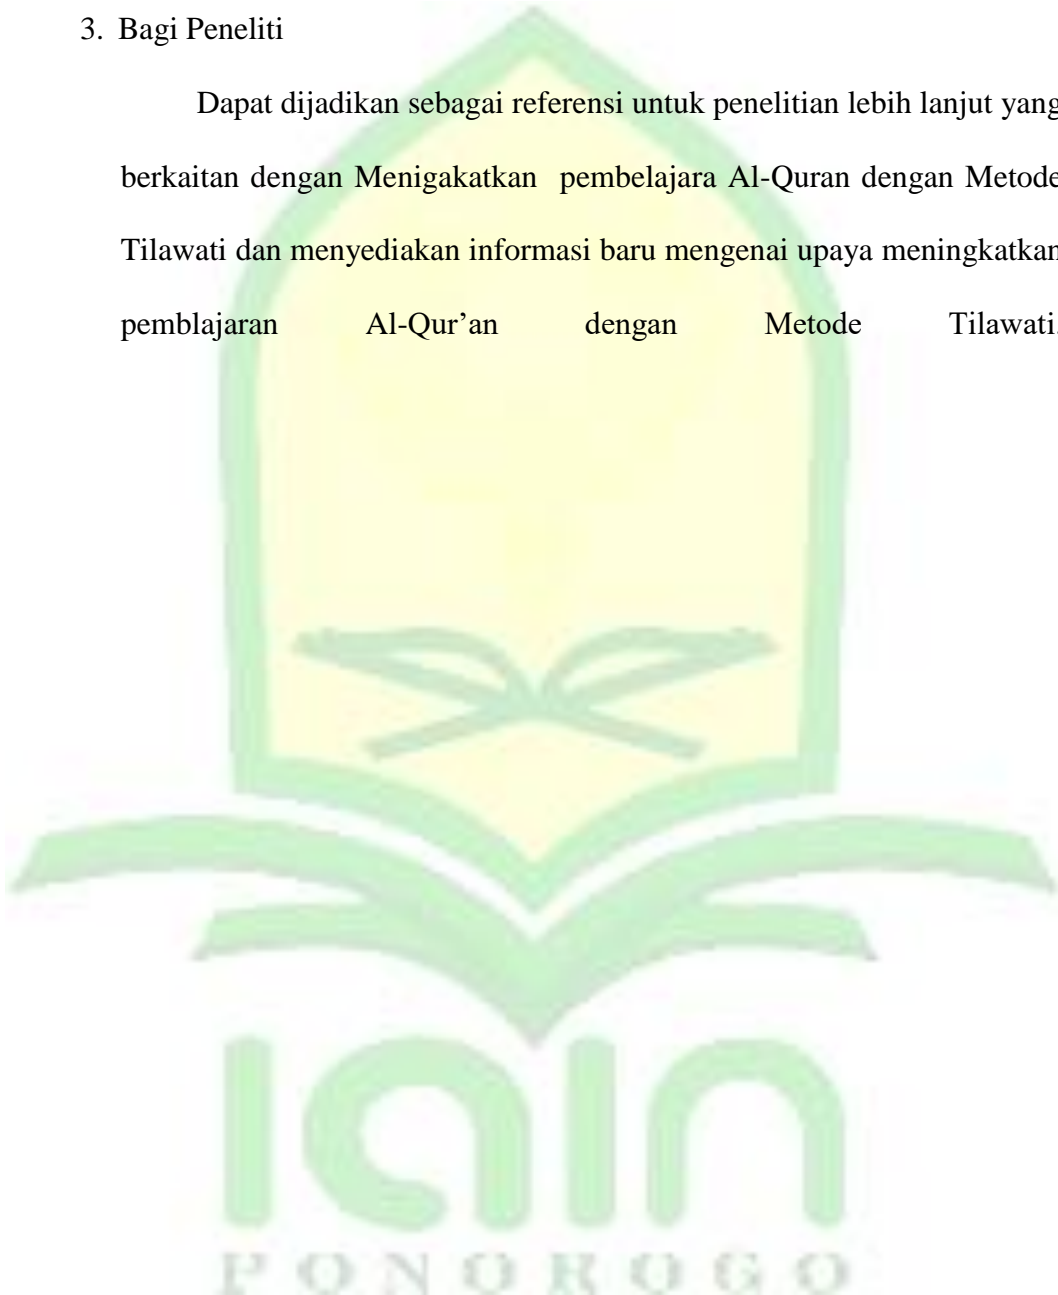 3. Bagi Peneliti
Dapat dijadikan sebagai referensi untuk penelitian lebih lanjut yang
berkaitan dengan Menigakatkan pembelajara Al-Quran dengan Metode
Tilawati dan menyediakan informasi baru mengenai upaya meningkatkan
pemblajaran Al-Qur’an dengan Metode Tilawati.
iain
PONOROGO